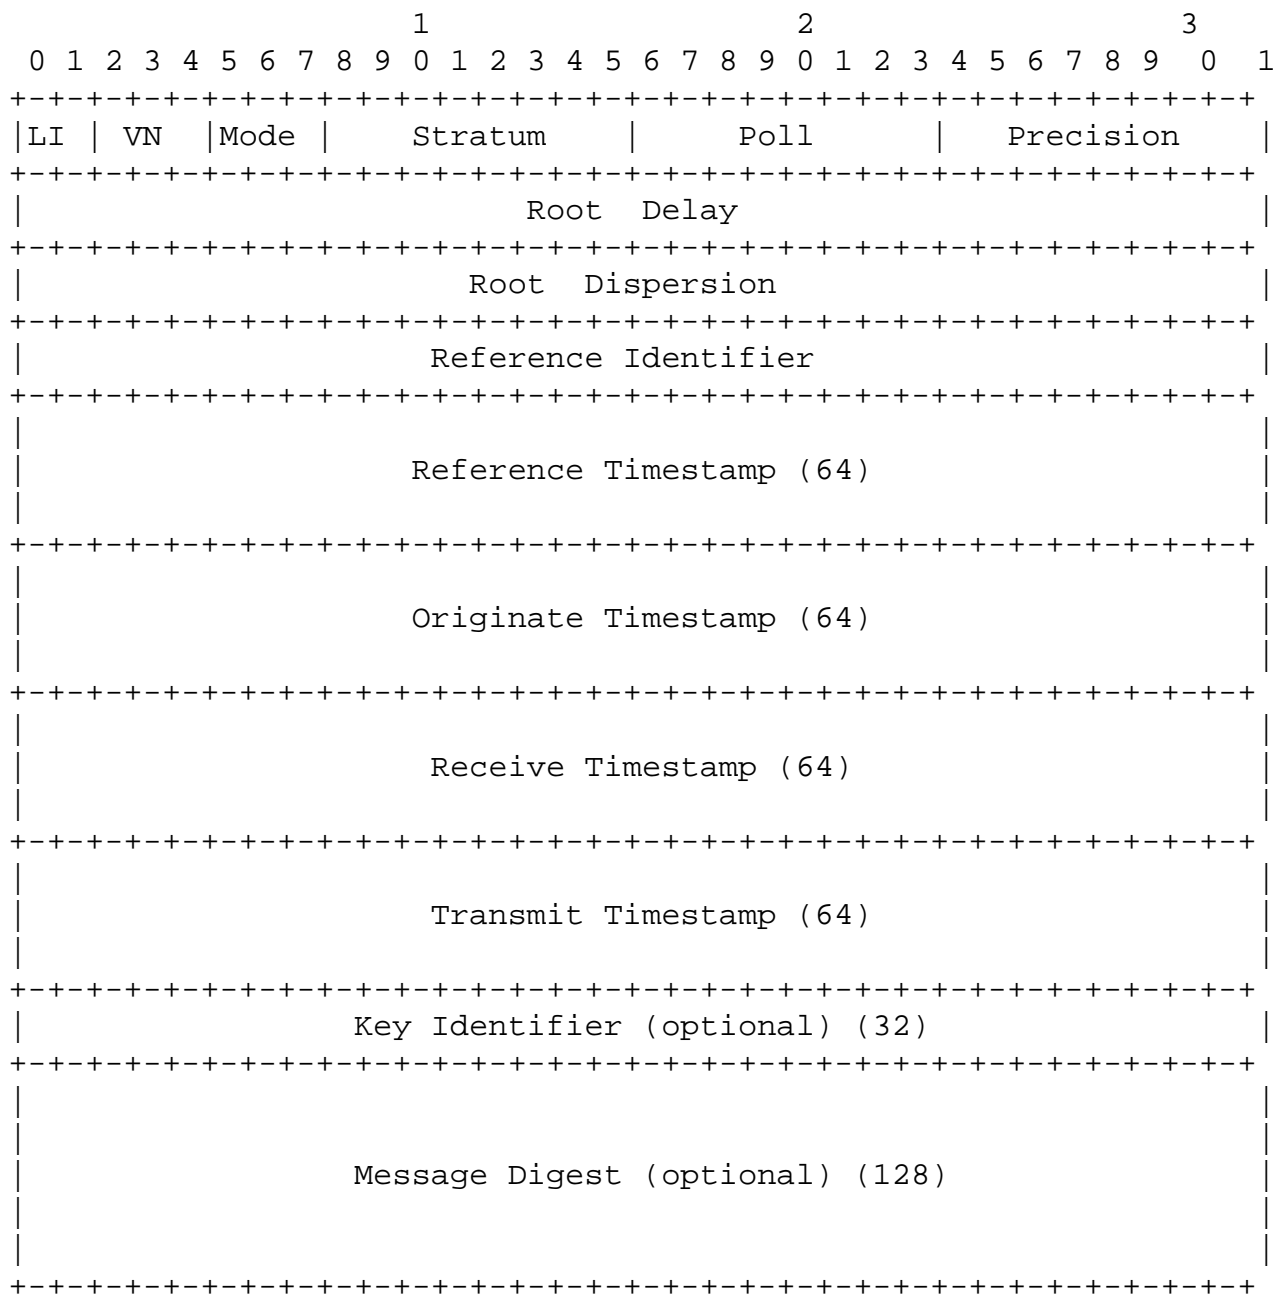 1                   2                   3
 0 1 2 3 4 5 6 7 8 9 0 1 2 3 4 5 6 7 8 9 0 1 2 3 4 5 6 7 8 9  0  1
+-+-+-+-+-+-+-+-+-+-+-+-+-+-+-+-+-+-+-+-+-+-+-+-+-+-+-+-+-+-+-+-+
|LI | VN  |Mode |    Stratum    |     Poll      |   Precision    |
+-+-+-+-+-+-+-+-+-+-+-+-+-+-+-+-+-+-+-+-+-+-+-+-+-+-+-+-+-+-+-+-+
|                          Root  Delay                           |
+-+-+-+-+-+-+-+-+-+-+-+-+-+-+-+-+-+-+-+-+-+-+-+-+-+-+-+-+-+-+-+-+
|                       Root  Dispersion                         |
+-+-+-+-+-+-+-+-+-+-+-+-+-+-+-+-+-+-+-+-+-+-+-+-+-+-+-+-+-+-+-+-+
|                     Reference Identifier                       |
+-+-+-+-+-+-+-+-+-+-+-+-+-+-+-+-+-+-+-+-+-+-+-+-+-+-+-+-+-+-+-+-+
|                                                                |
|                    Reference Timestamp (64)                    |
|                                                                |
+-+-+-+-+-+-+-+-+-+-+-+-+-+-+-+-+-+-+-+-+-+-+-+-+-+-+-+-+-+-+-+-+
|                                                                |
|                    Originate Timestamp (64)                    |
|                                                                |
+-+-+-+-+-+-+-+-+-+-+-+-+-+-+-+-+-+-+-+-+-+-+-+-+-+-+-+-+-+-+-+-+
|                                                                |
|                     Receive Timestamp (64)                     |
|                                                                |
+-+-+-+-+-+-+-+-+-+-+-+-+-+-+-+-+-+-+-+-+-+-+-+-+-+-+-+-+-+-+-+-+
|                                                                |
|                     Transmit Timestamp (64)                    |
|                                                                |
+-+-+-+-+-+-+-+-+-+-+-+-+-+-+-+-+-+-+-+-+-+-+-+-+-+-+-+-+-+-+-+-+
|                 Key Identifier (optional) (32)                 |
+-+-+-+-+-+-+-+-+-+-+-+-+-+-+-+-+-+-+-+-+-+-+-+-+-+-+-+-+-+-+-+-+
|                                                                |
|                                                                |
|                 Message Digest (optional) (128)                |
|                                                                |
|                                                                |
+-+-+-+-+-+-+-+-+-+-+-+-+-+-+-+-+-+-+-+-+-+-+-+-+-+-+-+-+-+-+-+-+